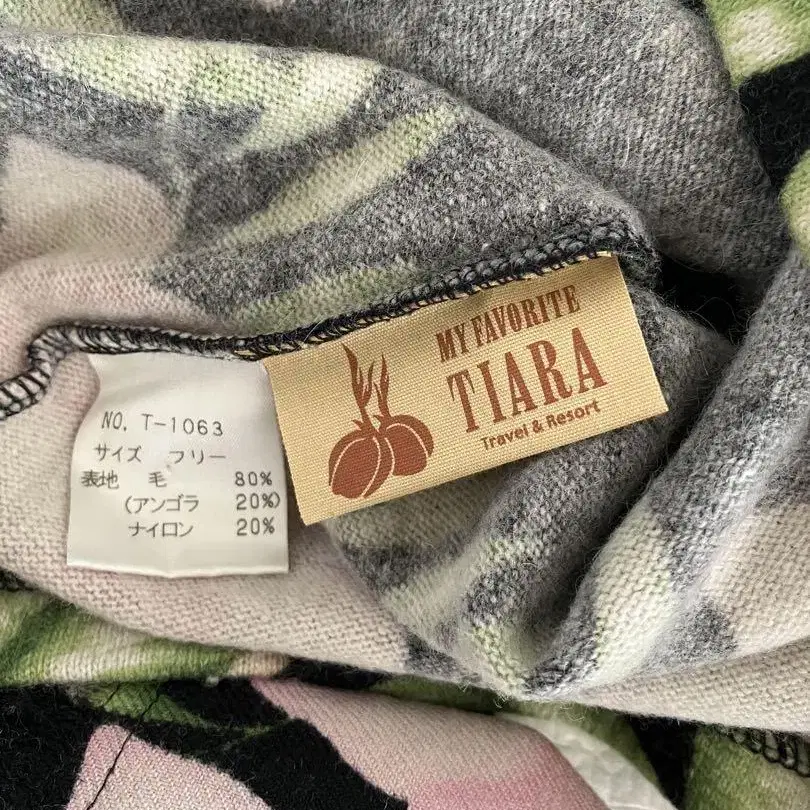 NO. T-1063
サイズ フリー
表地 毛 80%
(アンゴラ 20%)
ナイロン 20%
MY FAVORITE
TIARA
Travel & Resort